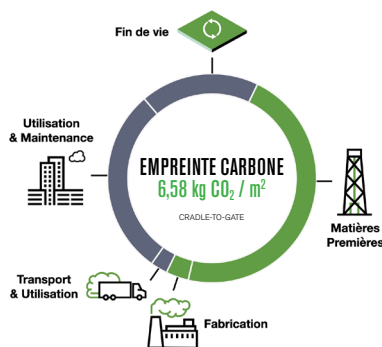 Fin de vie
Utilisation
& Maintenance
EMPREINTE CARBONE
6,58 kg CO₂ / m²
CRADLE-TO-GATE
Matières
Premières
Transport
& Utilisation
Fabrication